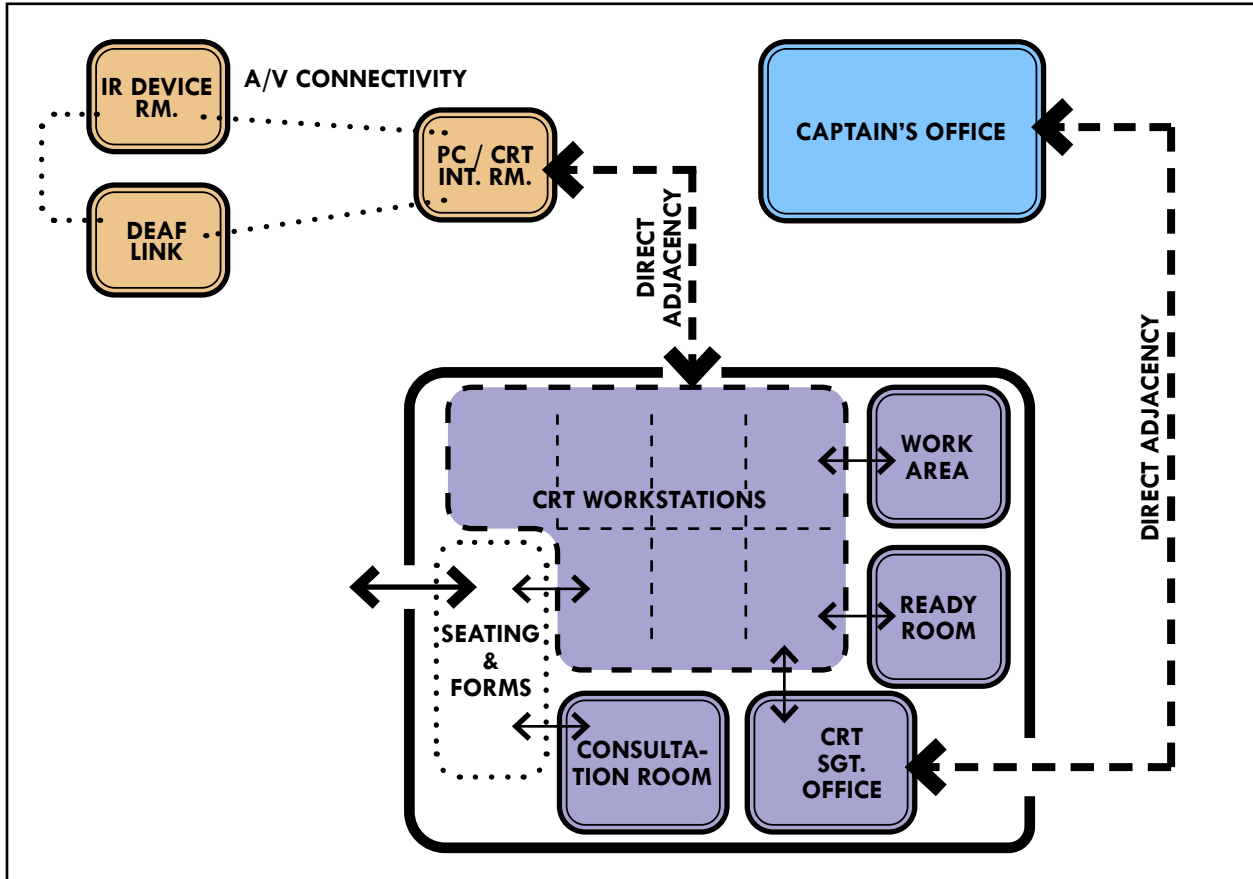 IR DEVICE
RM.
A/V CONNECTIVITY
PC / CRT
INT. RM.
DEAF
LINK
CAPTAIN'S OFFICE
DIRECT
ADJACENCY
DIRECT ADJACENCY
WORK
AREA
CRT WORKSTATIONS
READY
ROOM
SEATING
&
FORMS
CONSULTA-
TION ROOM
CRT
SGT.
OFFICE